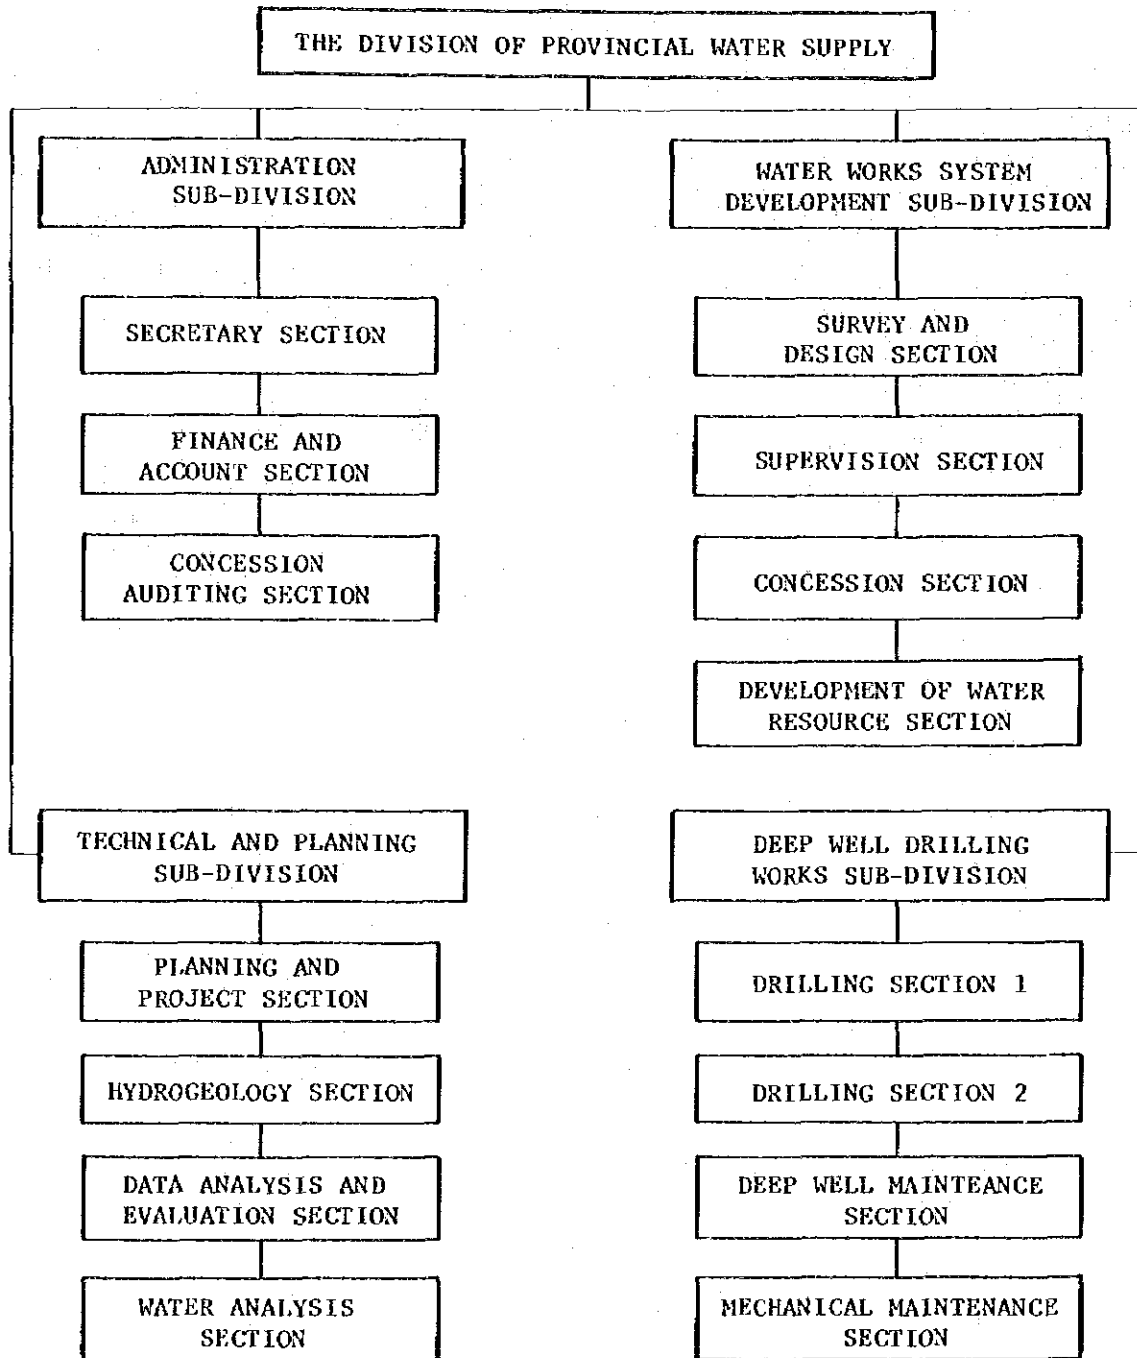 THE DIVISION OF PROVINCIAL WATER SUPPLY
ADMINISTRATION
SUB-DIVISION
SECRETARY SECTION
FINANCE AND
ACCOUNT SECTION
CONCESSION
AUDITING SECTION
WATER WORKS SYSTEM
DEVELOPMENT SUB-DIVISION
SURVEY AND
DESIGN SECTION
SUPERVISION SECTION
CONCESSION SECTION
DEVELOPMENT OF WATER
RESOURCE SECTION
TECHNICAL AND PLANNING
SUB-DIVISION
PLANNING AND
PROJECT SECTION
HYDROGEOLOGY SECTION
DATA ANALYSIS AND
EVALUATION SECTION
WATER ANALYSIS
SECTION
DEEP WELL DRILLING
WORKS SUB-DIVISION
DRILLING SECTION 1
DRILLING SECTION 2
DEEP WELL MAINTEANCE
SECTION
MECHANICAL MAINTENANCE
SECTION